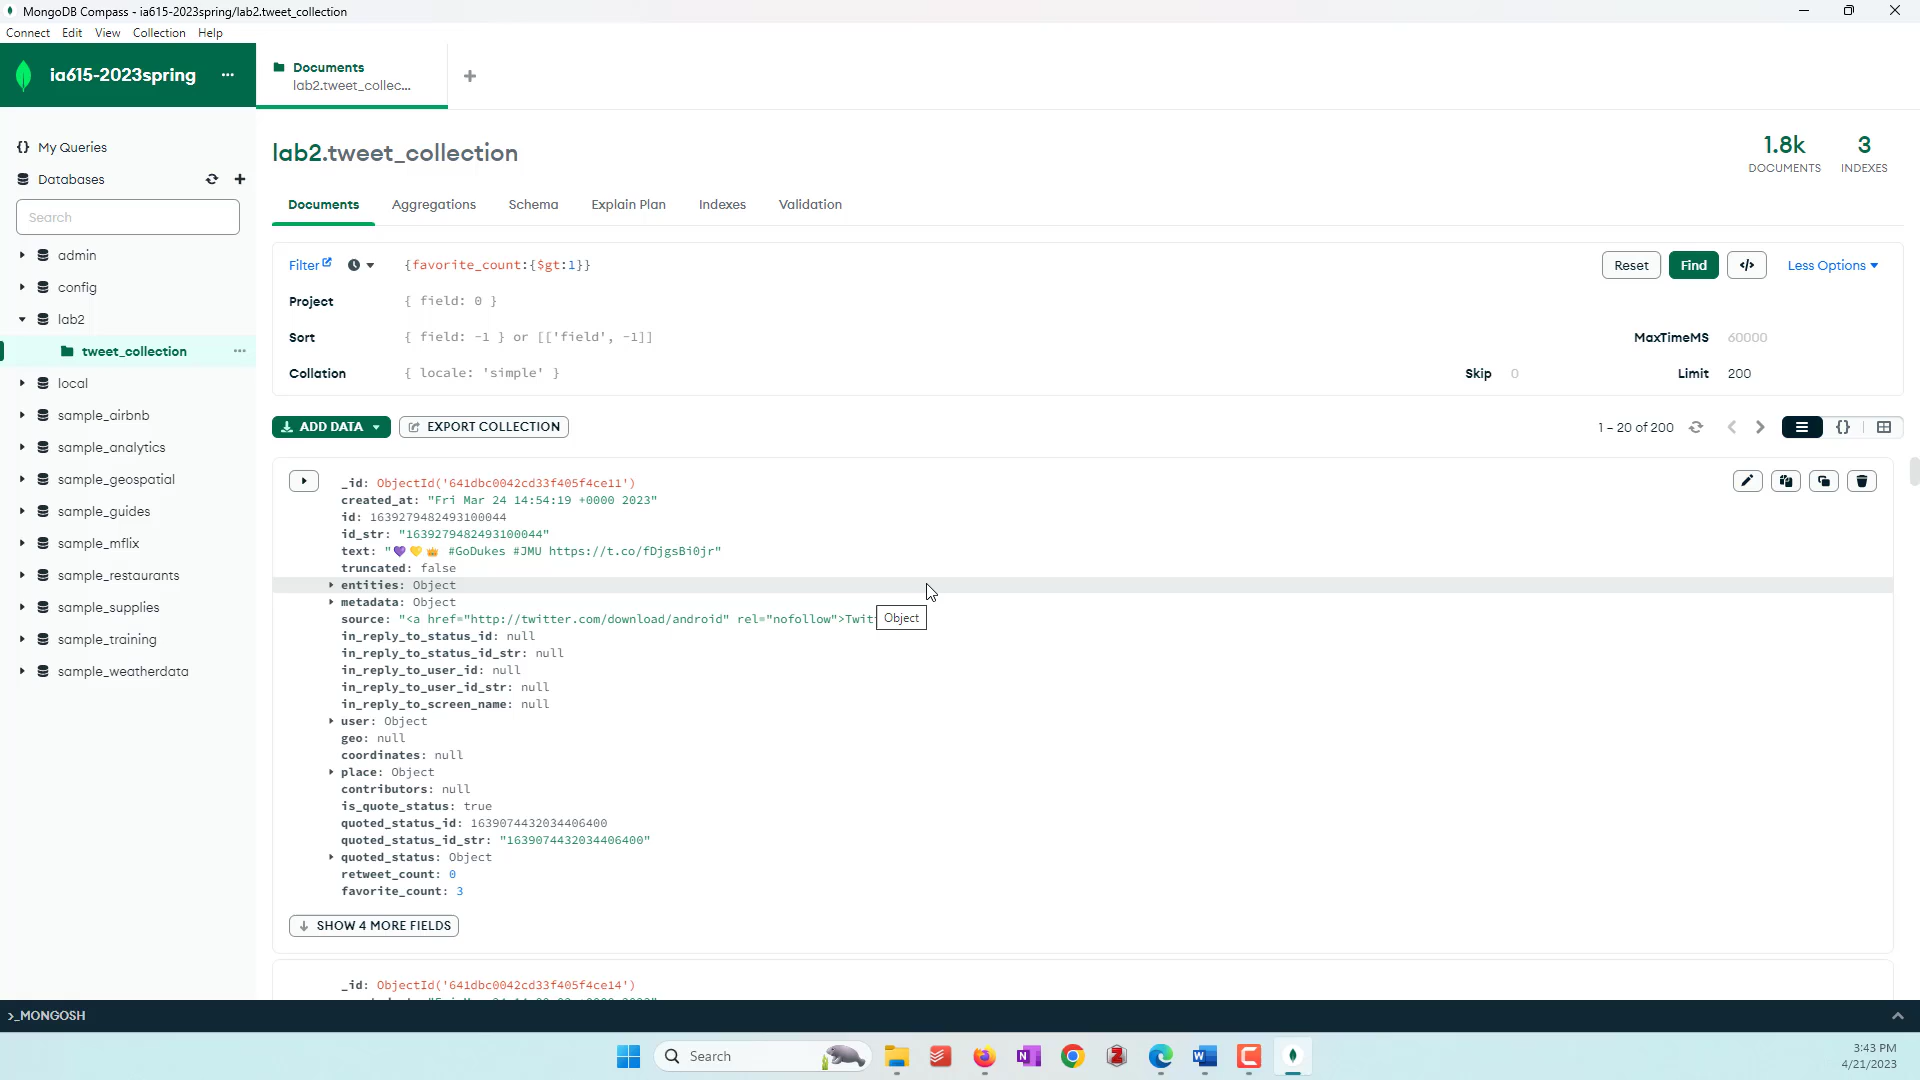 MongoDB Compass - ia615-2023spring/lab2.tweet_collection
Connect Edit View Collection Help
ia615-2023spring ...
Documents
lab2.tweet_collec...
+
{} My Queries
Databases
Search
admin
config
lab2
tweet_collection ...
local
sample_airbnb
sample_analytics
sample_geospatial
sample_guides
sample_mflix
sample_restaurants
sample_supplies
sample_training
sample_weatherdata
lab2.tweet_collection
1.8k
DOCUMENTS
3
INDEXES
Documents Aggregations Schema Explain Plan Indexes Validation
Filter {favorite_count:{$gt:1}} Reset Find </> Less Options
Project { field: 0 }
Sort { field: -1 } or [['field', -1]] MaxTimeMS 60000
Collation { locale: 'simple' } Skip 0 Limit 200
ADD DATA EXPORT COLLECTION 1 – 20 of 200 {}
_id: ObjectId('641dbc0042cd33f405f4ce11')
created_at: "Fri Mar 24 14:54:19 +0000 2023"
id: 1639279482493100044
id_str: "1639279482493100044"
text: "💜💛👑 #GoDukes #JMU https://t.co/fDjgsBi0jr"
truncated: false
entities: Object
metadata: Object
source: "<a href="http://twitter.com/download/android" rel="nofollow">Twit
Object
in_reply_to_status_id: null
in_reply_to_status_id_str: null
in_reply_to_user_id: null
in_reply_to_user_id_str: null
in_reply_to_screen_name: null
user: Object
geo: null
coordinates: null
place: Object
contributors: null
is_quote_status: true
quoted_status_id: 1639074432034406400
quoted_status_id_str: "1639074432034406400"
quoted_status: Object
retweet_count: 0
favorite_count: 3
SHOW 4 MORE FIELDS
_id: ObjectId('641dbc0042cd33f405f4ce14')
>_MONGOSH
Search
3:43 PM
4/21/2023